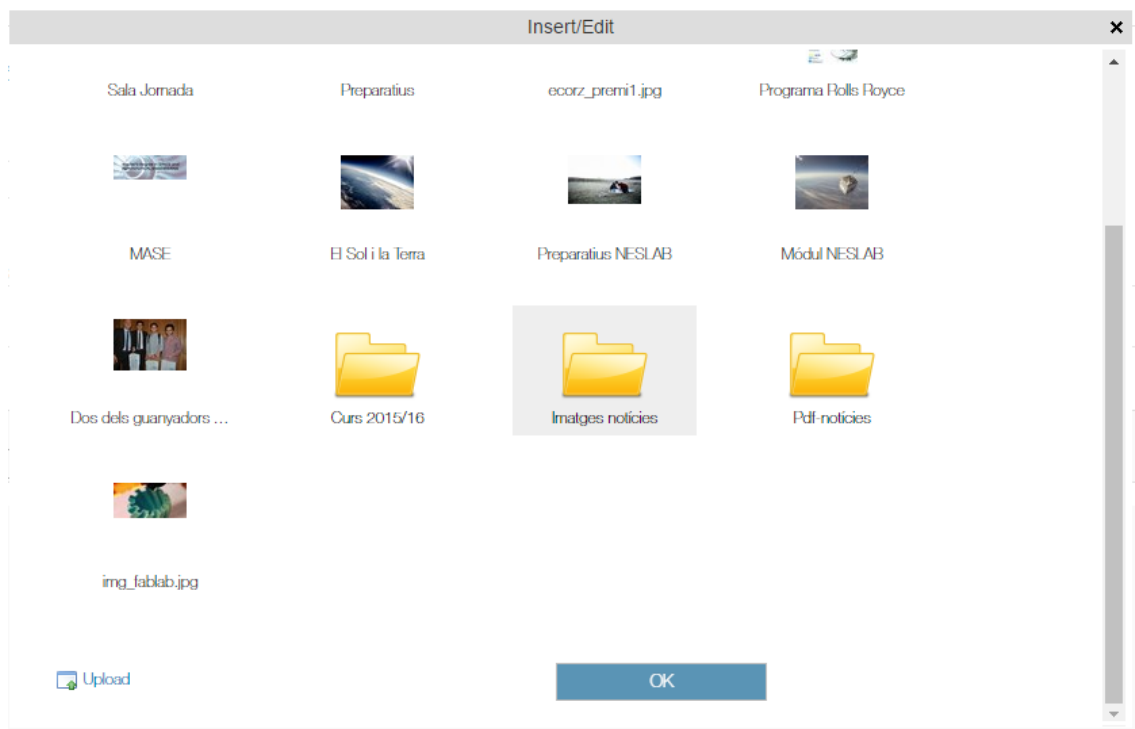 Insert/Edit
Sala Jornada
Preparatius
ecorz_premi1.jpg
Programa Rolls Royce
MASE
El Sol i la Terra
Preparatius NESLAB
Módul NESLAB
Dos dels guanyadors ...
Curs 2015/16
Imatges notícies
Pdf-notícies
img_fablab.jpg
Upload
OK